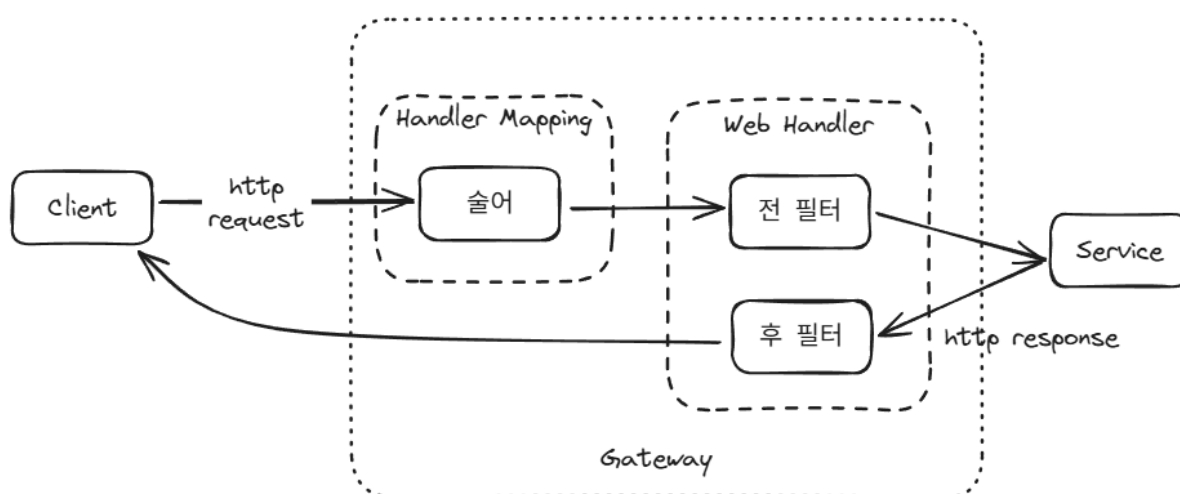 Handler Mapping
Web Handler
Client
http
request
술어
전 필터
Service
후 필터
http response
Gateway